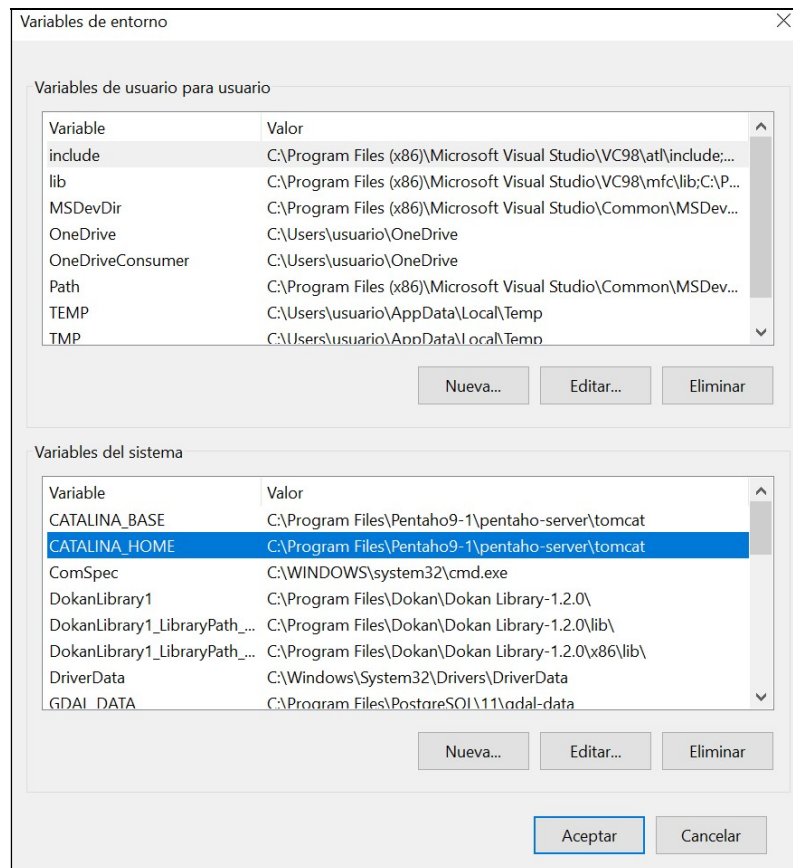 Variables de entorno
Variables de usuario para usuario
Variable Valor
include C:\Program Files (x86)\Microsoft Visual Studio\VC98\atl\include;...
lib C:\Program Files (x86)\Microsoft Visual Studio\VC98\mfc\lib;C:\P...
MSDevDir C:\Program Files (x86)\Microsoft Visual Studio\Common\MSDev...
OneDrive C:\Users\usuario\OneDrive
OneDriveConsumer C:\Users\usuario\OneDrive
Path C:\Program Files (x86)\Microsoft Visual Studio\Common\MSDev...
TEMP C:\Users\usuario\AppData\Local\Temp
TMP C:\Users\usuario\AppData\Local\Temp
Nueva... Editar... Eliminar
Variables del sistema
Variable Valor
CATALINA_BASE C:\Program Files\Pentaho9-1\pentaho-server\tomcat
CATALINA_HOME C:\Program Files\Pentaho9-1\pentaho-server\tomcat
ComSpec C:\WINDOWS\system32\cmd.exe
DokanLibrary1 C:\Program Files\Dokan\Dokan Library-1.2.0\
DokanLibrary1_LibraryPath_... C:\Program Files\Dokan\Dokan Library-1.2.0\lib\
DokanLibrary1_LibraryPath_... C:\Program Files\Dokan\Dokan Library-1.2.0\x86\lib\
DriverData C:\Windows\System32\Drivers\DriverData
GDAL_DATA C:\Program Files\PostgreSQL\11\gdal-data
Nueva... Editar... Eliminar
Aceptar Cancelar